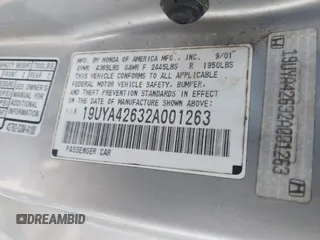 MFD. BY HONDA OF AMERICA MFG., INC. 9/01
GVWR 4365LBS GAWR F 2445LBS R 1950LBS
THIS VEHICLE CONFORMS TO ALL APPLICABLE
FEDERAL MOTOR VEHICLE SAFETY, BUMPER,
AND THEFT PREVENTION STANDARDS IN EFFECT ON
THE DATE OF MANUFACTURE SHOWN ABOVE.
19UYA42632A001263
PASSENGER CAR
19UYA42632A001263
© DREAMBID
DREAMBID.COM